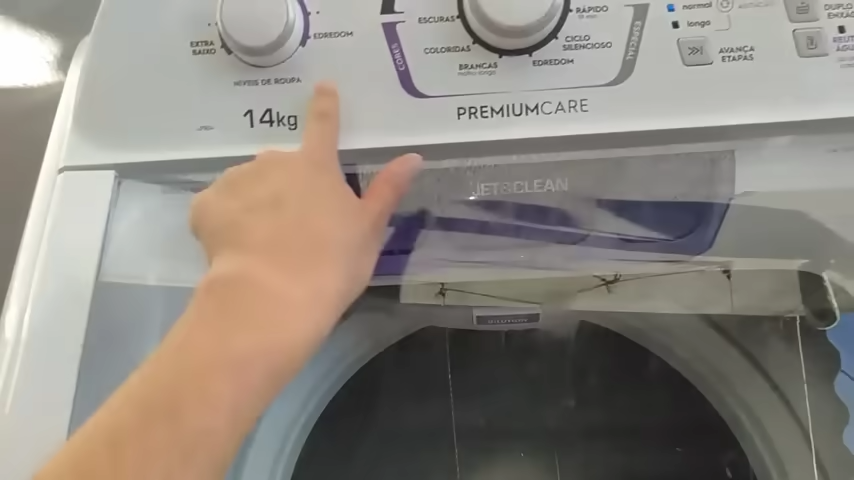 EXTRA
BAIXO
EDREDOM
NÍVEIS DE ROUPA
14kg
CORES
ESCURAS
COLORIDAS
BRANCAS
RÁPIDO
CICLO
SILENCIOSO
EDREDOM
ESPECIAL
PREMIUMCARE
normal
longo
AVANÇA
ETAPAS
DUPLO
JET&CLEAN